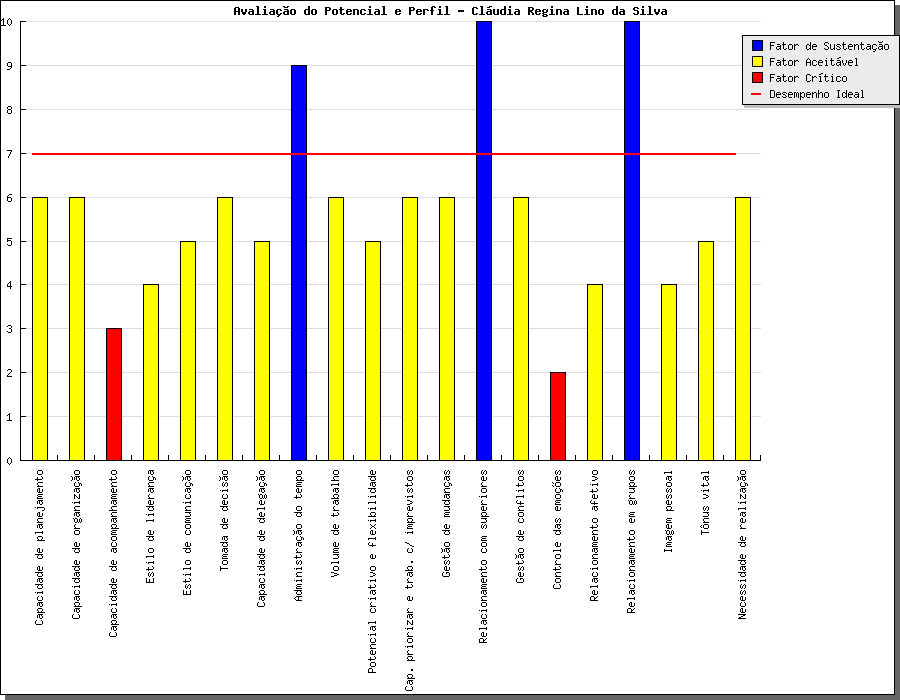 Avaliação do Potencial e Perfil - Cláudia Regina Lino da Silva
10
9
8
7
6
5
4
3
2
1
0
Fator de Sustentação
Fator Aceitável
Fator Crítico
Desempenho Ideal
Capacidade de planejamento
Capacidade de organização
Capacidade de acompanhamento
Estilo de liderança
Estilo de comunicação
Tomada de decisão
Capacidade de delegação
Administração do tempo
Volume de trabalho
Potencial criativo e flexibilidade
Cap. priorizar e trab. c/ imprevistos
Gestão de mudanças
Relacionamento com superiores
Gestão de conflitos
Controle das emoções
Relacionamento afetivo
Relacionamento em grupos
Imagem pessoal
Tônus vital
Necessidade de realização